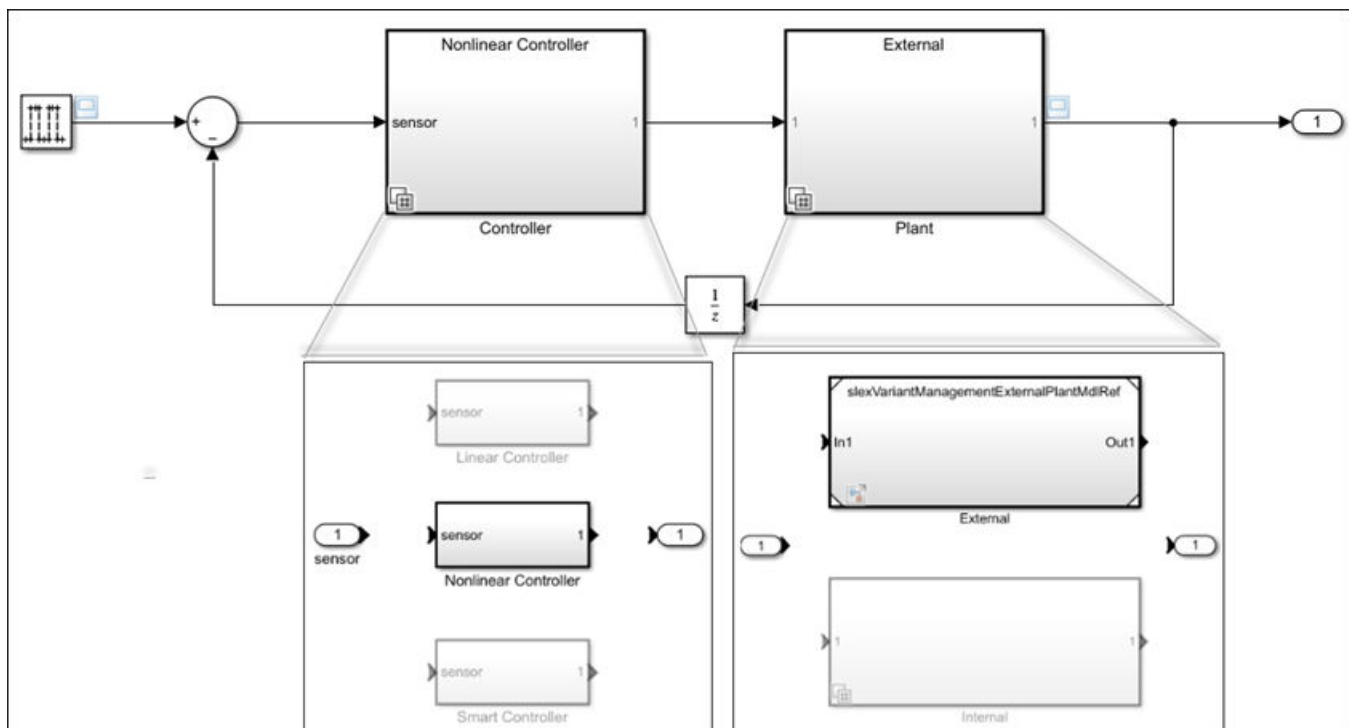 Nonlinear Controller
External
+
−
sensor
1
1
1
1
Controller
Plant
1
z
sensor
1
Linear Controller
slexVariantManagementExternalPlantMdlRef
In1
Out1
External
1
sensor
sensor
1
Nonlinear Controller
1
1
1
sensor
1
Smart Controller
1
1
Internal